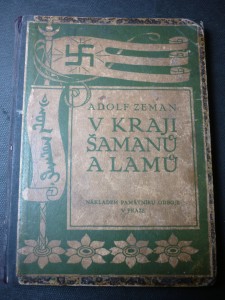 ADOLF ZEMAN
V KRAJI
ŠAMANŮ
A LAMŮ
NÁKLADEM PAMÁTNÍKU ODBOJE
V PRAZE